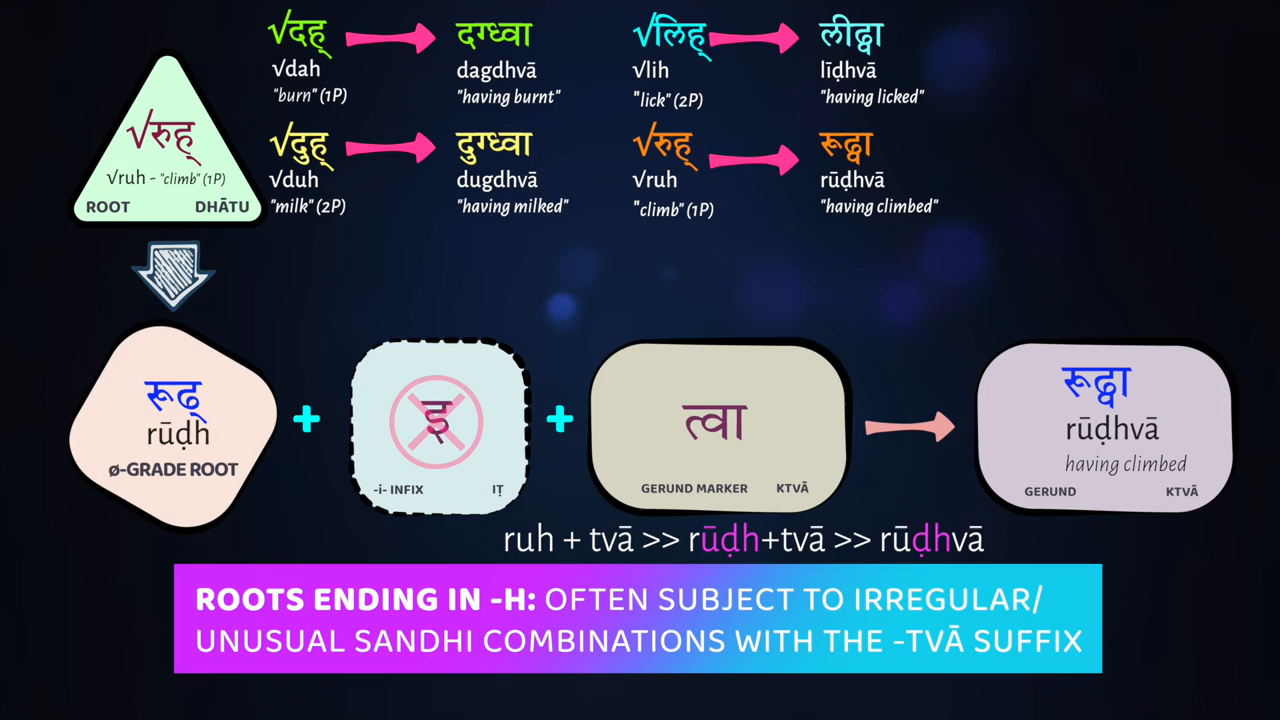 √दह् दग्ध्वा
√dah dagdhvā
"burn" (1P) "having burnt"
√लिह् लीढ्वा
√lih līḍhvā
"lick" (2P) "having licked"
√दुह् दुग्ध्वा
√duh dugdhvā
"milk" (2P) "having milked"
√रुह् रूढ्वा
√ruh rūḍhvā
"climb" (1P) "having climbed"
√रुह्
√ruh - "climb" (1P)
ROOT DHĀTU
रूढ्
rūḍh
ø-GRADE ROOT
+
इ
-i- INFIX IṬ
+
त्वा
GERUND MARKER KTVĀ
रूढ्वा
rūḍhvā
having climbed
GERUND KTVĀ
ruh + tvā >> rūḍh+tvā >> rūḍhvā
ROOTS ENDING IN -H: OFTEN SUBJECT TO IRREGULAR/
UNUSUAL SANDHI COMBINATIONS WITH THE -TVĀ SUFFIX